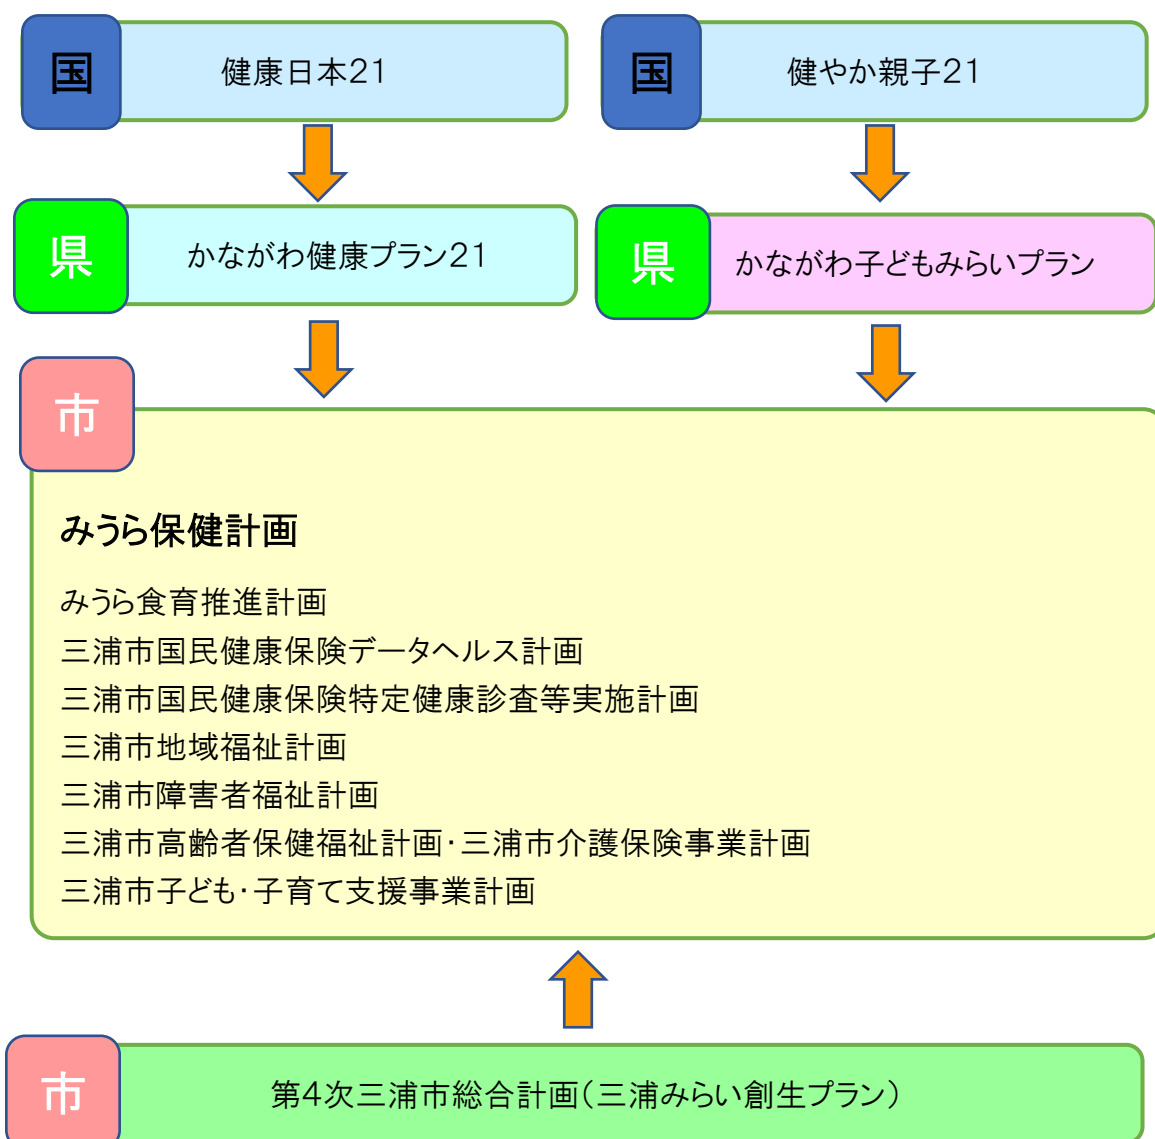 国
健康日本21
国
健やか親子21
県
かながわ健康プラン21
県
かながわ子どもみらいプラン
市
みうら保健計画
みうら食育推進計画
三浦市国民健康保険データヘルス計画
三浦市国民健康保険特定健康診査等実施計画
三浦市地域福祉計画
三浦市障害者福祉計画
三浦市高齢者保健福祉計画・三浦市介護保険事業計画
三浦市子ども・子育て支援事業計画
市
第4次三浦市総合計画(三浦みらい創生プラン)